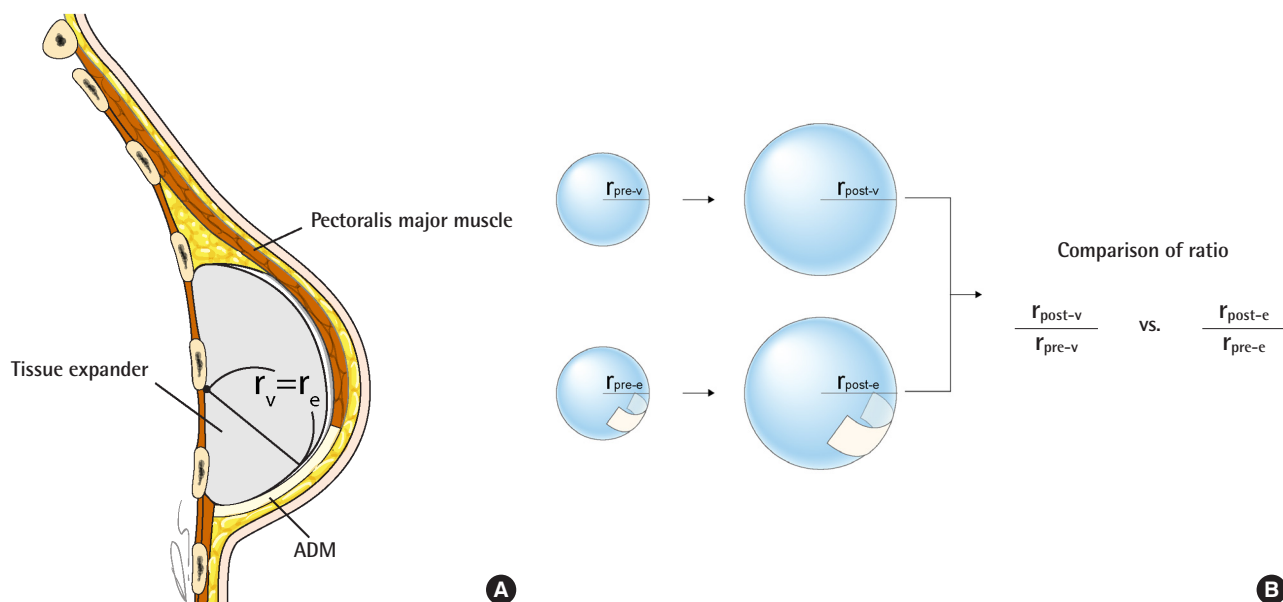 Pectoralis major muscle
Tissue expander
r_v=r_e
ADM
A
r_pre-v
r_post-v
r_pre-e
r_post-e
Comparison of ratio
r_post-v
r_pre-v
vs.
r_post-e
r_pre-e
B